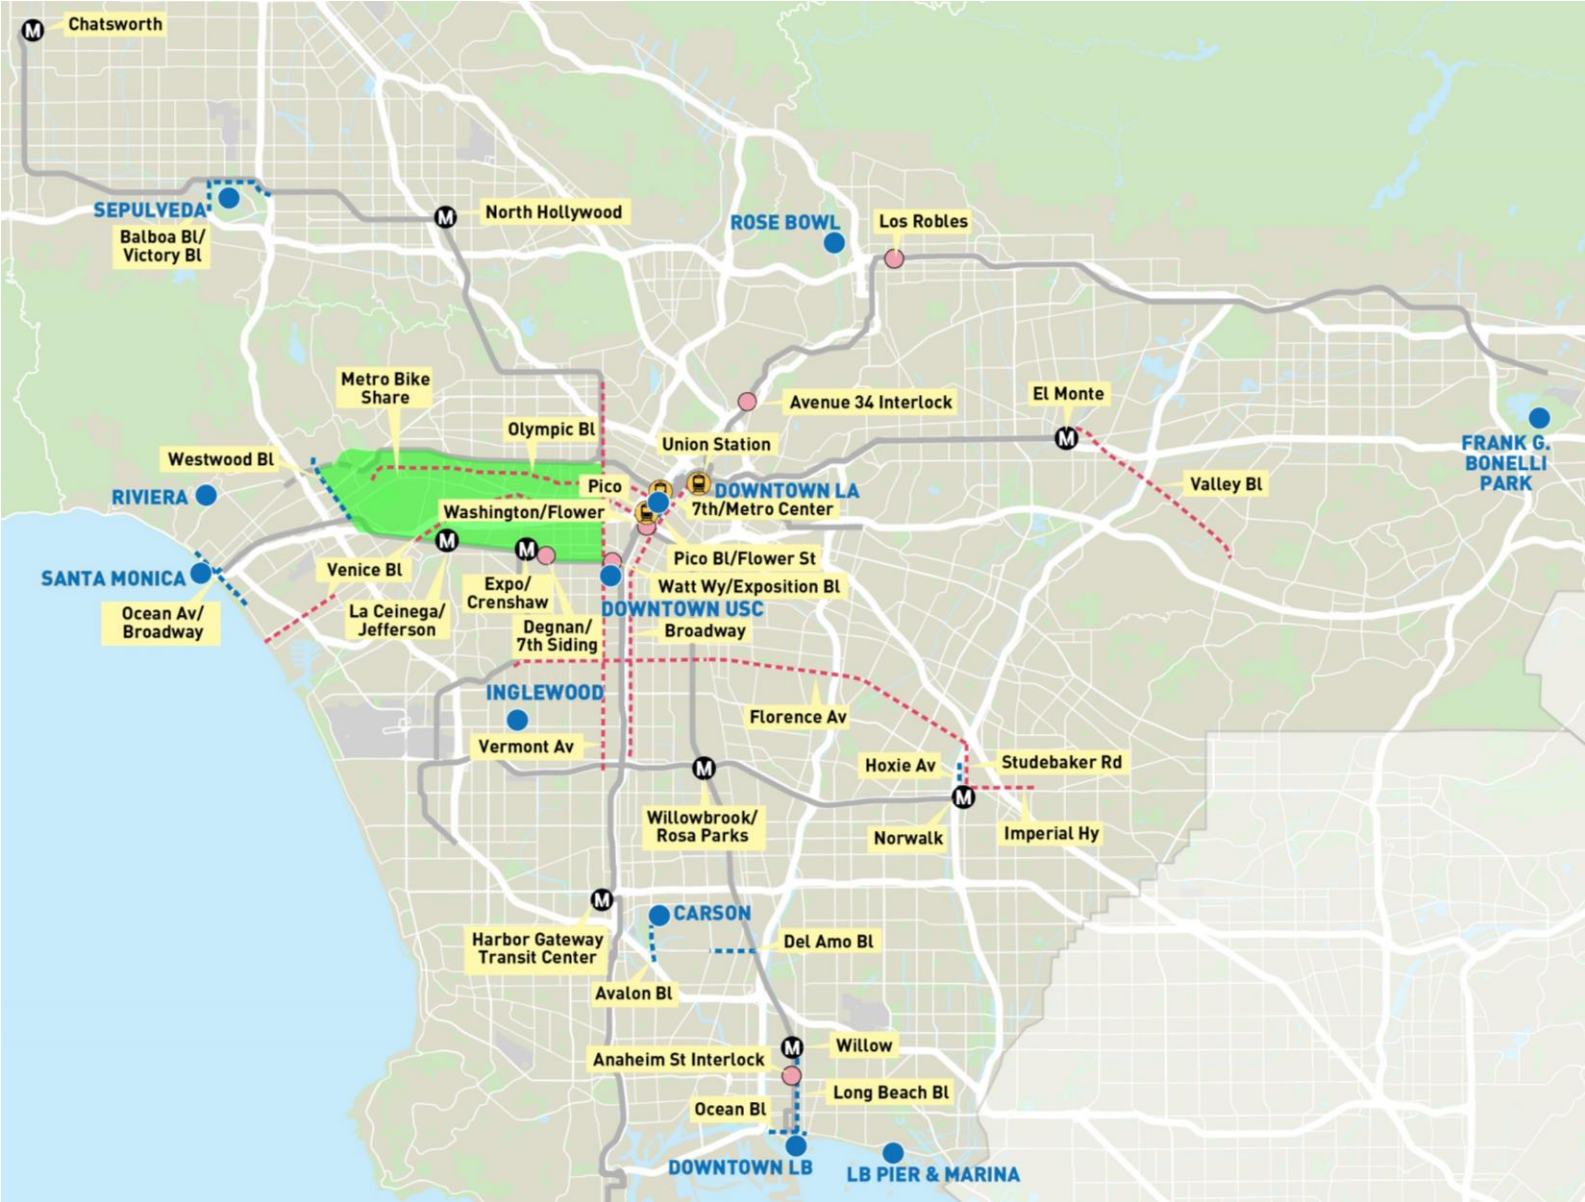 Chatsworth
SEPULVEDA
Balboa Bl/
Victory Bl
North Hollywood
ROSE BOWL
Los Robles
Metro Bike
Share
Olympic Bl
Avenue 34 Interlock
El Monte
Union Station
Westwood Bl
FRANK G.
BONELLI
PARK
RIVIERA
Pico
DOWNTOWN LA
Valley Bl
Washington/Flower
7th/Metro Center
Pico Bl/Flower St
Venice Bl
SANTA MONICA
Ocean Av/
Broadway
La Ceinega/
Jefferson
Expo/
Crenshaw
Watt Wy/Exposition Bl
DOWNTOWN USC
Degnan/
7th Siding
Broadway
INGLEWOOD
Florence Av
Vermont Av
Hoxie Av
Studebaker Rd
Willowbrook/
Rosa Parks
Norwalk
Imperial Hy
CARSON
Harbor Gateway
Transit Center
Del Amo Bl
Avalon Bl
Willow
Anaheim St Interlock
Long Beach Bl
Ocean Bl
DOWNTOWN LB
LB PIER & MARINA
M
M
M
M
M
M
M
M
M